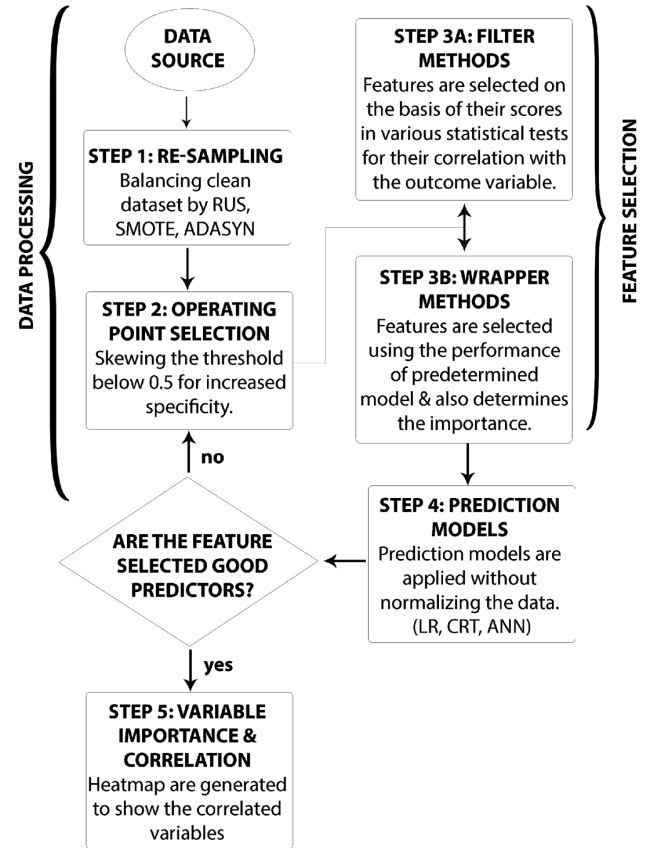 DATA PROCESSING
DATA
SOURCE
STEP 1: RE-SAMPLING
Balancing clean
dataset by RUS,
SMOTE, ADASYN
STEP 2: OPERATING
POINT SELECTION
Skewing the threshold
below 0.5 for increased
specificity.
STEP 3A: FILTER
METHODS
Features are selected on
the basis of their scores
in various statistical tests
for their correlation with
the outcome variable.
STEP 3B: WRAPPER
METHODS
Features are selected
using the performance
of predetermined
model & also determines
the importance.
FEATURE SELECTION
STEP 4: PREDICTION
MODELS
Prediction models are
applied without
normalizing the data.
(LR, CRT, ANN)
ARE THE FEATURE
SELECTED GOOD
PREDICTORS?
no
yes
STEP 5: VARIABLE
IMPORTANCE &
CORRELATION
Heatmap are generated
to show the correlated
variables